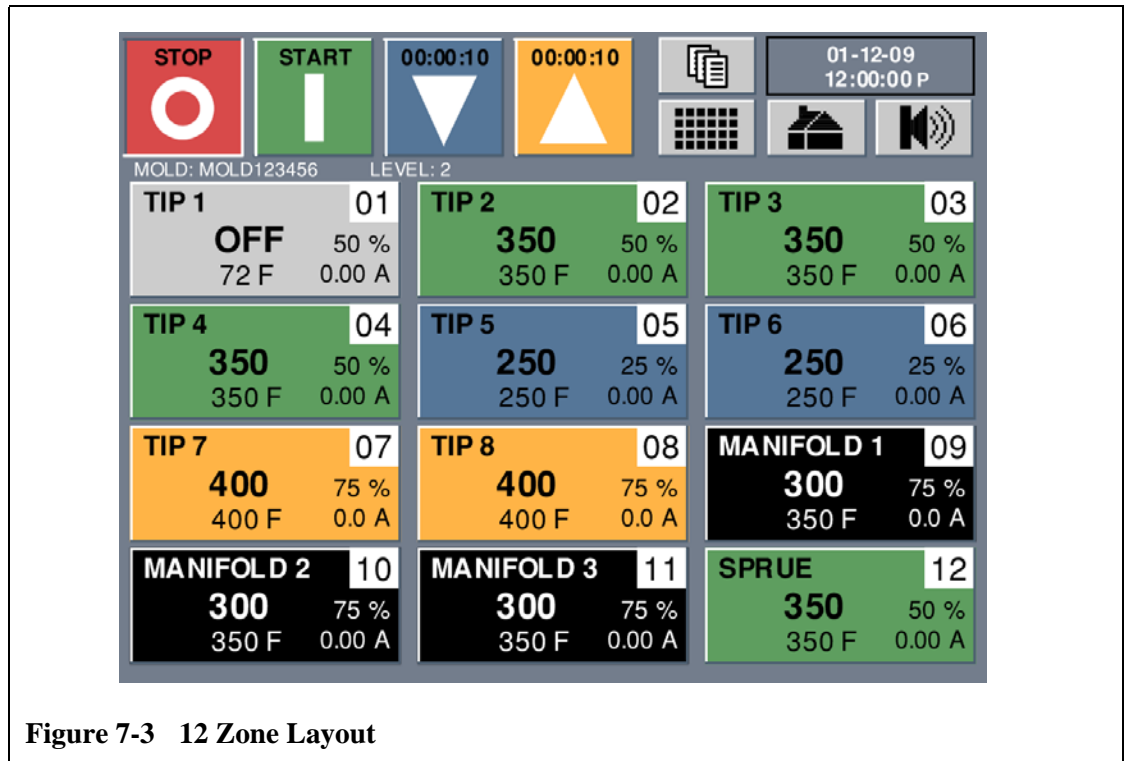 STOP START 00:00:10 00:00:10
01-12-09
12:00:00 P
MOLD: MOLD123456 LEVEL: 2
TIP 1 01
OFF 50 %
72 F 0.00 A
TIP 2 02
350 50 %
350 F 0.00 A
TIP 3 03
350 50 %
350 F 0.00 A
TIP 4 04
350 50 %
350 F 0.00 A
TIP 5 05
250 25 %
250 F 0.00 A
TIP 6 06
250 25 %
250 F 0.00 A
TIP 7 07
400 75 %
400 F 0.0 A
TIP 8 08
400 75 %
400 F 0.0 A
MANIFOLD 1 09
300 75 %
350 F 0.0 A
MANIFOLD 2 10
300 75 %
350 F 0.00 A
MANIFOLD 3 11
300 75 %
350 F 0.00 A
SPRUE 12
350 50 %
350 F 0.00 A
Figure 7-3 12 Zone Layout